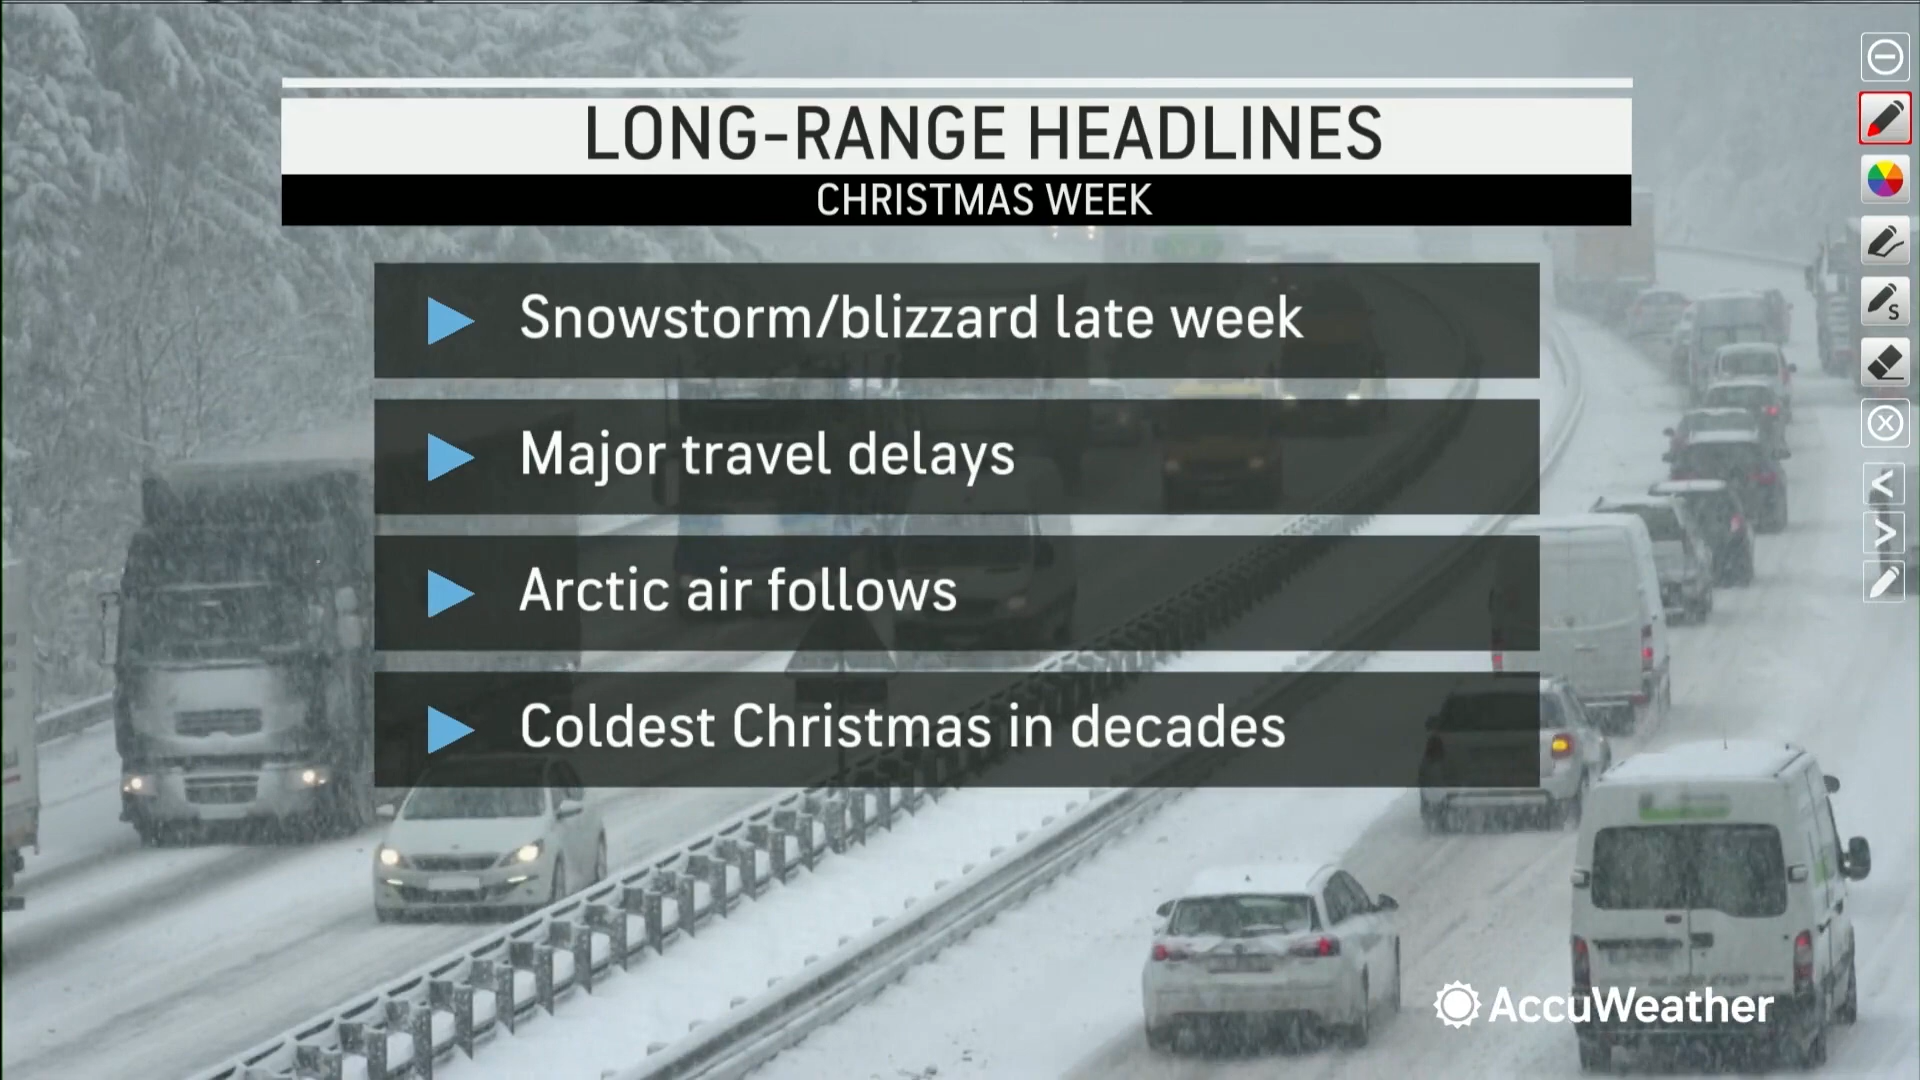 LONG-RANGE HEADLINES
CHRISTMAS WEEK
Snowstorm/blizzard late week
Major travel delays
Arctic air follows
Coldest Christmas in decades
AccuWeather